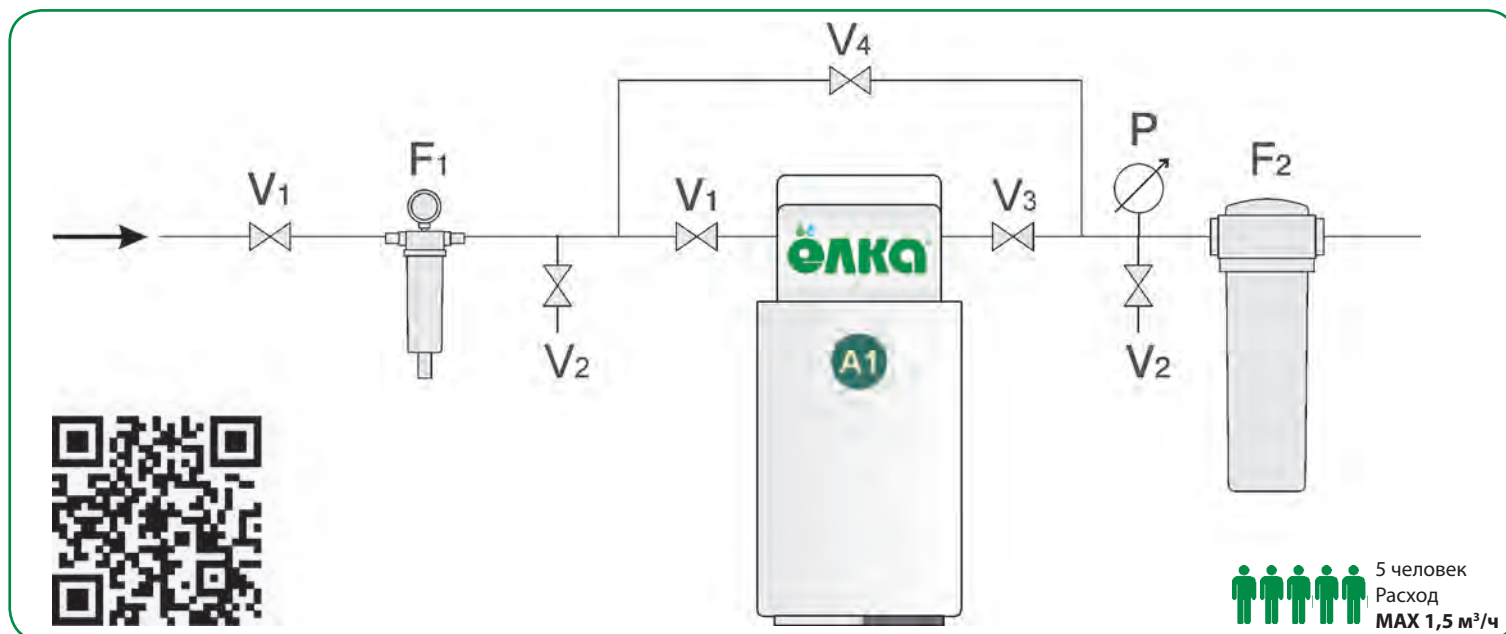 V4
P
F1
F2
V1
V1
V3
ёлка
A1
V2
V2
5 человек
Расход
MAX 1,5 м³/ч